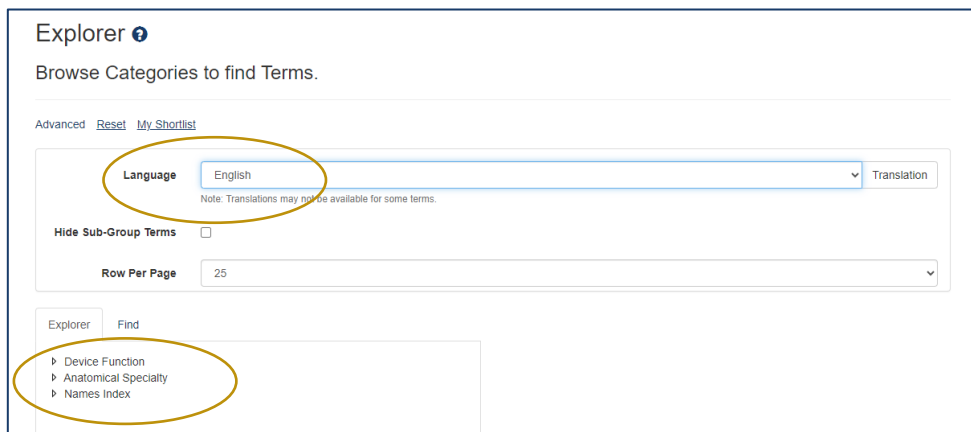 Explorer ?
Browse Categories to find Terms.
Advanced Reset My Shortlist
Language English Translation
Note: Translations may not be available for some terms.
Hide Sub-Group Terms
Row Per Page 25
Explorer Find
Device Function
Anatomical Specialty
Names Index